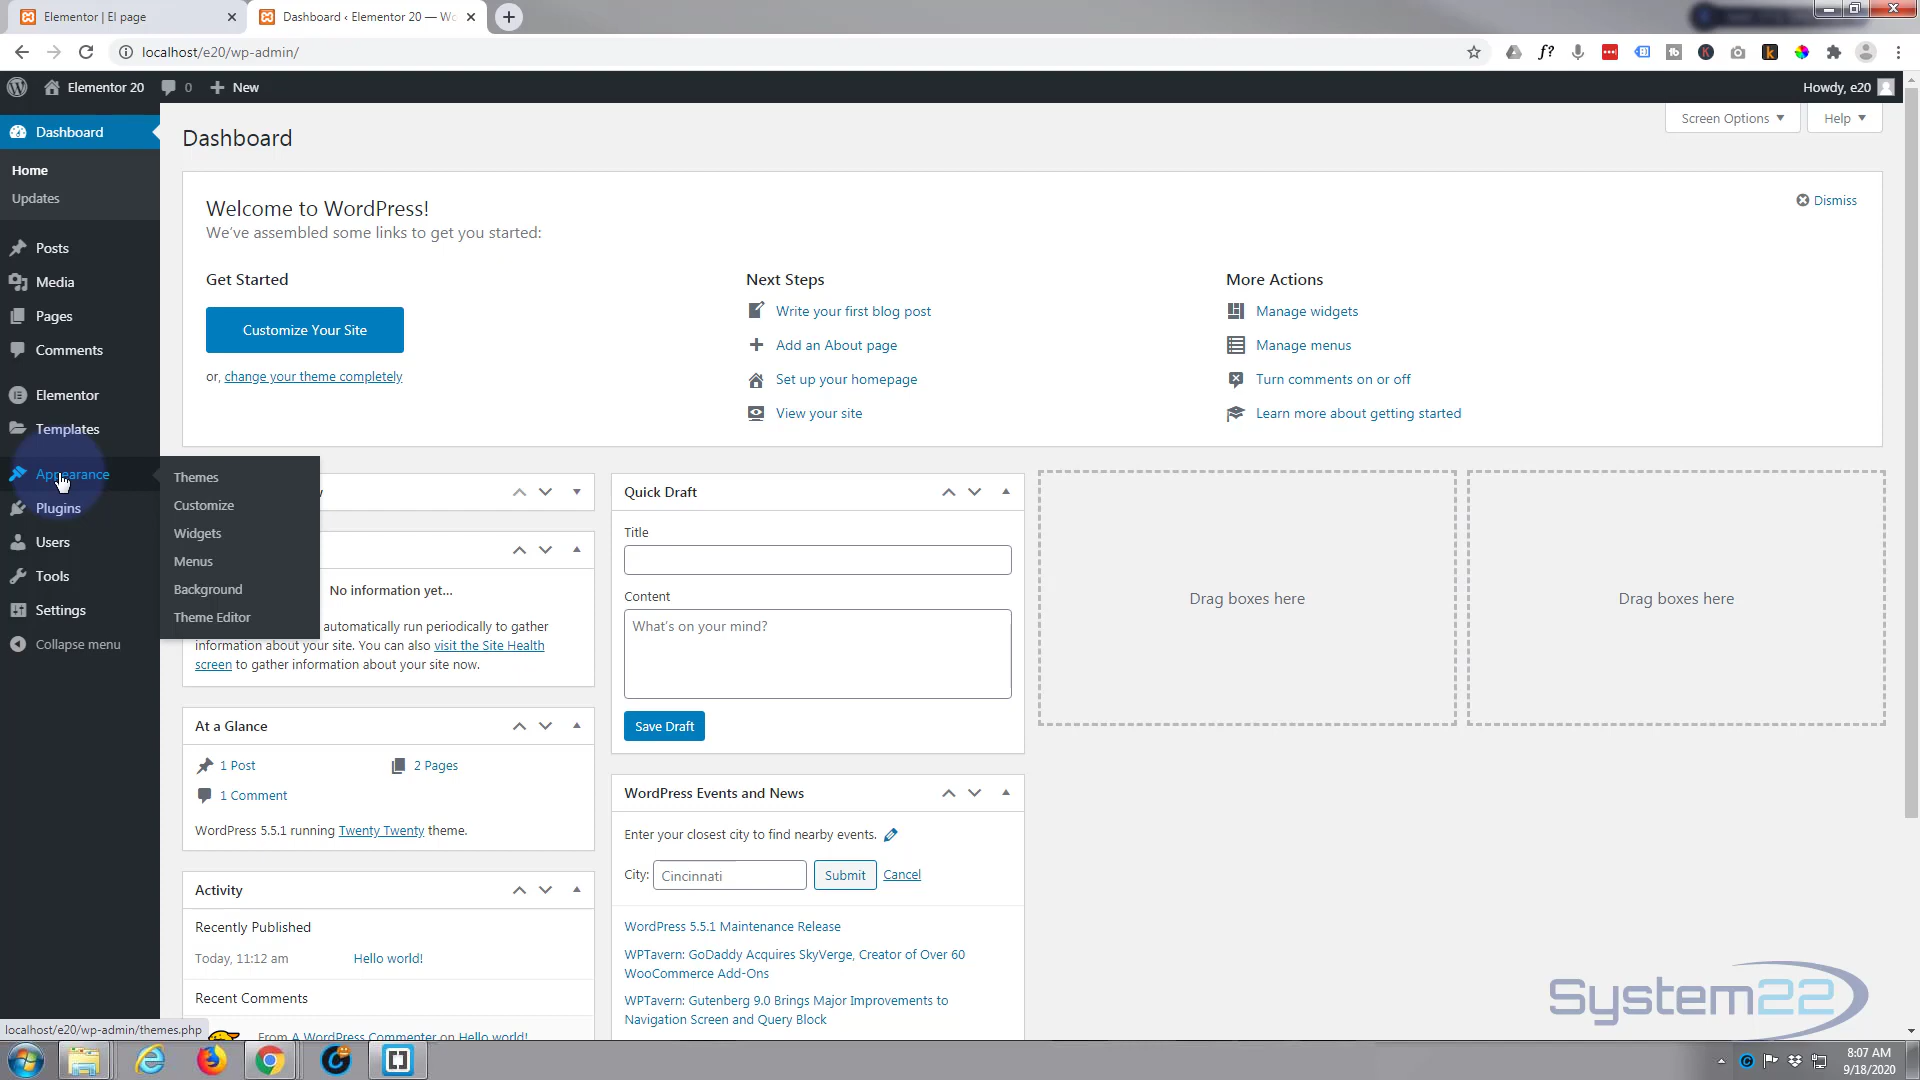 Elementor | El page
Dashboard ‹ Elementor 20 — Wo
localhost/e20/wp-admin/
Elementor 20
0
New
Howdy, e20
Dashboard
Home
Updates
Posts
Media
Pages
Comments
Elementor
Templates
Appearance
Plugins
Users
Tools
Settings
Collapse menu
Themes
Customize
Widgets
Menus
Background
Theme Editor
Dashboard
Screen Options
Help
Welcome to WordPress!
We've assembled some links to get you started:
Dismiss
Get Started
Customize Your Site
or, change your theme completely
Next Steps
Write your first blog post
Add an About page
Set up your homepage
View your site
More Actions
Manage widgets
Manage menus
Turn comments on or off
Learn more about getting started
No information yet...
automatically run periodically to gather
information about your site. You can also visit the Site Health
screen to gather information about your site now.
At a Glance
1 Post
2 Pages
1 Comment
WordPress 5.5.1 running Twenty Twenty theme.
Activity
Recently Published
Today, 11:12 am
Hello world!
Recent Comments
From A WordPress Commenter on Hello world!
Quick Draft
Title
Content
What's on your mind?
Save Draft
WordPress Events and News
Enter your closest city to find nearby events.
City:
Cincinnati
Submit
Cancel
WordPress 5.5.1 Maintenance Release
WPTavern: GoDaddy Acquires SkyVerge, Creator of Over 60
WooCommerce Add-Ons
WPTavern: Gutenberg 9.0 Brings Major Improvements to
Navigation Screen and Query Block
Drag boxes here
Drag boxes here
System22
localhost/e20/wp-admin/themes.php
8:07 AM
9/18/2020